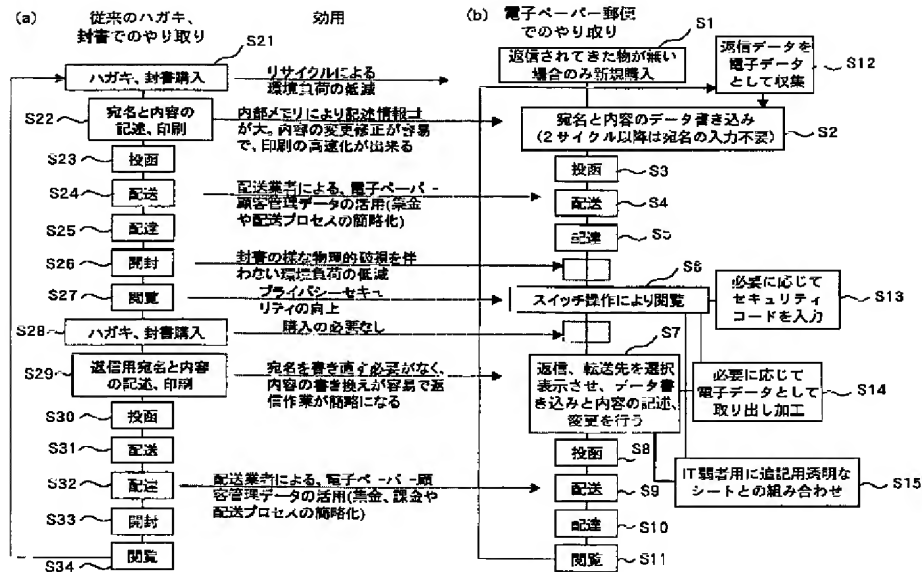 (a)
従来のハガキ、
封書でのやり取り
効用
(b)
電子ペーパー郵便
でのやり取り
S21
ハガキ、封書購入
リサイクルによる
環境負荷の低減
S1
返信されてきた物が無い
場合のみ新規購入
返信データを
電子データ
として収集
S12
S22
宛名と内容の
記述、印刷
内部メモリにより記述情報
が大。内容の変更修正が容易
で、印刷の高速化が出来る
宛名と内容のデータ書き込み
(2サイクル以降は宛名の入力不要)
S2
S23
投函
投函
S3
S24
配送
配送業者による、電子ペーパー
顧客管理データの活用(集金
や配送プロセスの簡略化)
配送
S4
S25
配達
配達
S5
S26
開封
封書の様な物理的破損を伴
わない環境負荷の低減
S27
閲覧
プライバシーセキュ
リティの向上
S6
スイッチ操作により閲覧
必要に応じて
セキュリティ
コードを入力
S13
S28
ハガキ、封書購入
購入の必要なし
S7
S29
返信用宛名と内容
の記述、印刷
宛名を書き直す必要がなく、
内容の書き換えが容易で返
信作業が簡略になる
返信、転送先を選択
表示させ、データ書
き込みと内容の記述、
変更を行う
必要に応じて
電子データとして
取り出し加工
S14
S30
投函
投函
S8
S31
配送
IT弱者用に追記用透明な
シートとの組み合わせ
S15
S32
配達
配送業者による、電子ペーパー顧
客管理データの活用(集金、課金や
配送プロセスの簡略化)
配送
S9
S33
開封
配達
S10
S34
閲覧
閲覧
S11